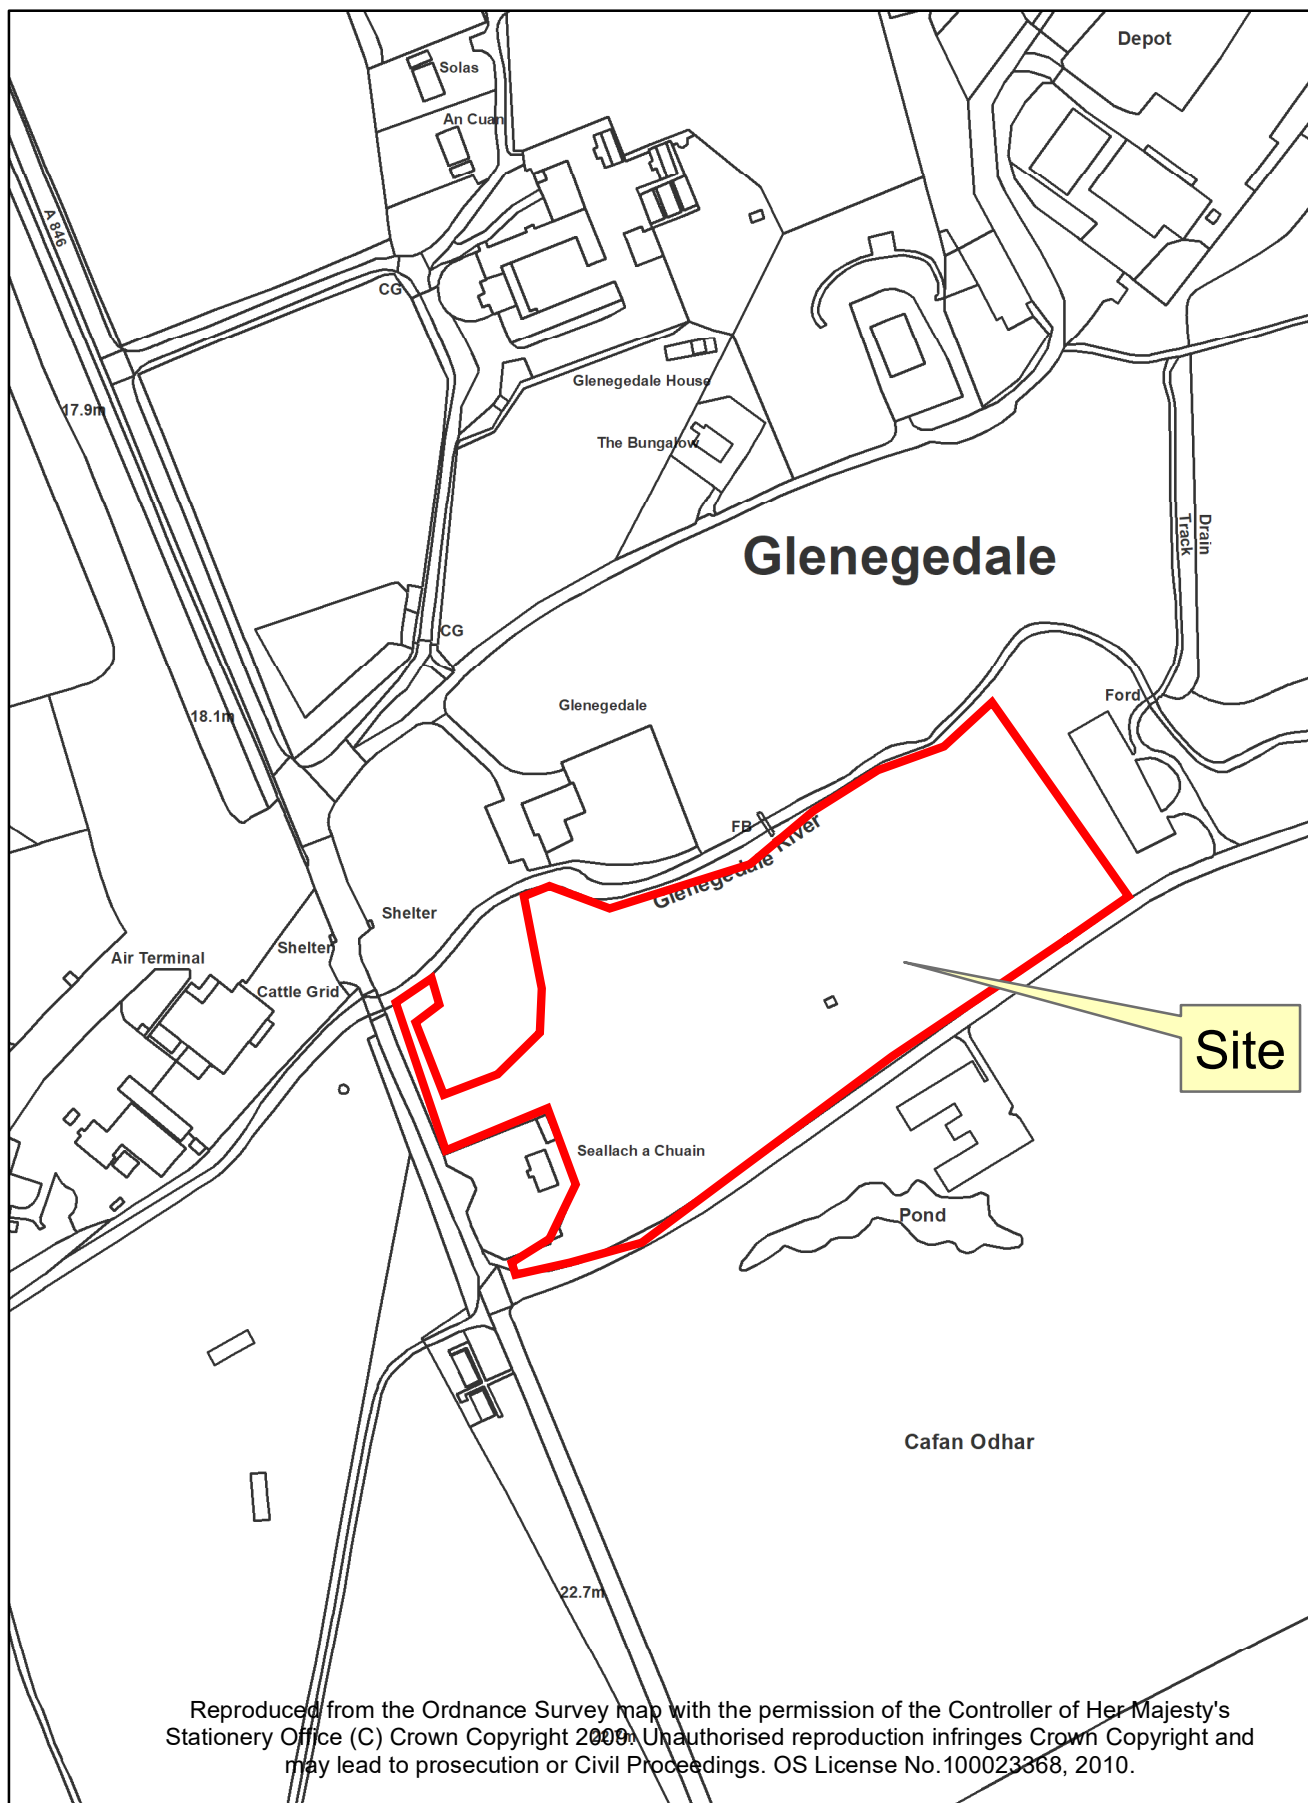 Depot
Solas
An Cuan
A 846
CG
Glenegedale House
17.9m
The Bungalow
Glenegedale
Drain
Track
CG
Ford
Glenegedale
18.1m
FB
Glenegedale River
Shelter
Shelter
Air Terminal
Cattle Grid
Site
Seallach a Chuain
Pond
Cafan Odhar
22.7m
Reproduced from the Ordnance Survey map with the permission of the Controller of Her Majesty's
Stationery Office (C) Crown Copyright 2009. Unauthorised reproduction infringes Crown Copyright and
may lead to prosecution or Civil Proceedings. OS License No.100023368, 2010.